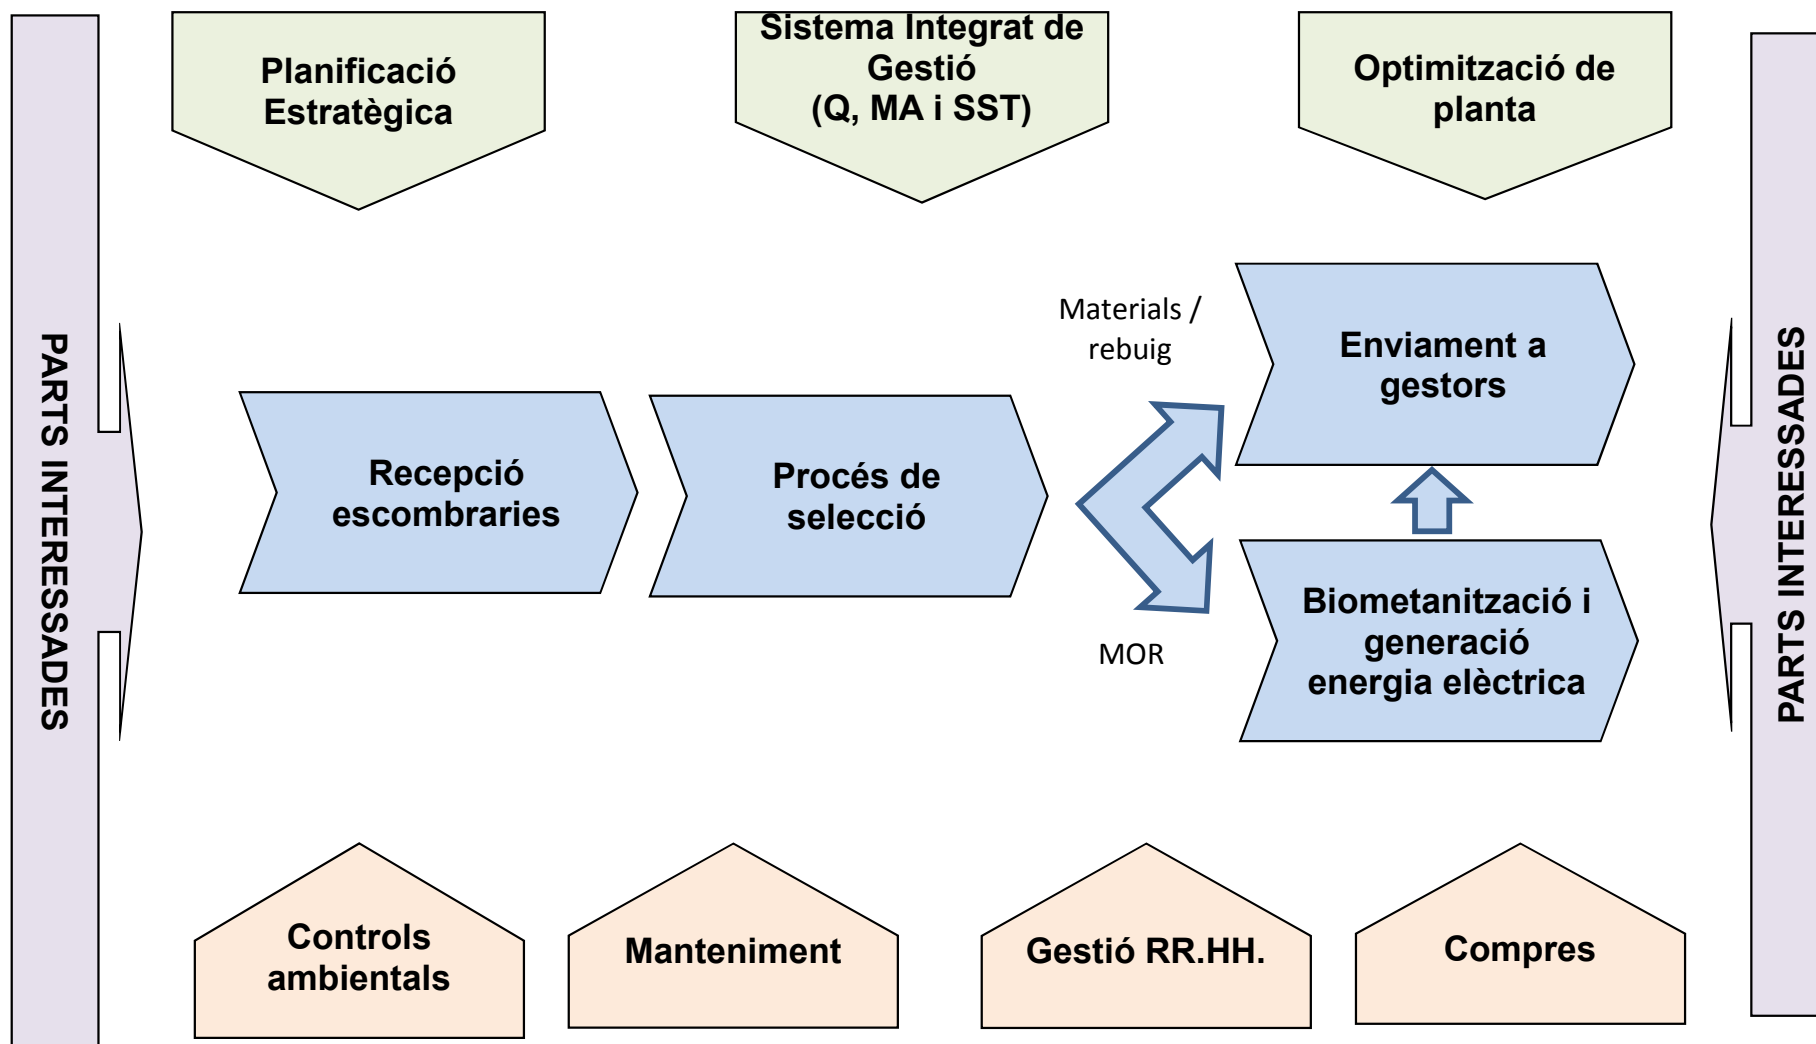 Planificació
Estratègica
Sistema Integrat de
Gestió
(Q, MA i SST)
Optimització de
planta
PARTS INTERESSADES
Recepció
escombraries
Procés de
selecció
Materials /
rebuig
MOR
Enviament a
gestors
Biometanització i
generació
energia elèctrica
PARTS INTERESSADES
Controls
ambientals
Manteniment
Gestió RR.HH.
Compres